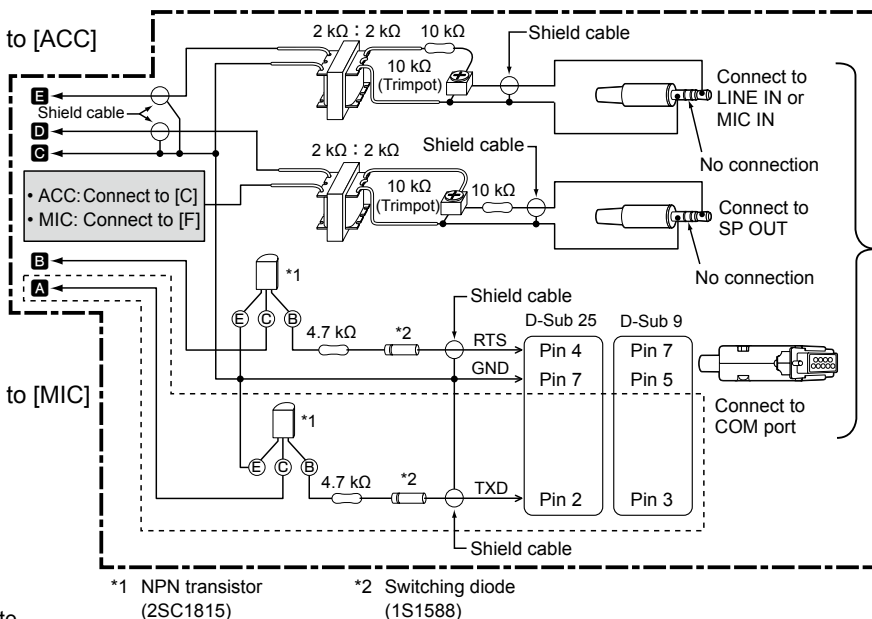 to [ACC]
2 kΩ : 2 kΩ
10 kΩ
Shield cable
10 kΩ
(Trimpot)
Connect to
LINE IN or
MIC IN
No connection
E
Shield cable
D
C
2 kΩ : 2 kΩ
Shield cable
10 kΩ
(Trimpot)
10 kΩ
• ACC: Connect to [C]
• MIC: Connect to [F]
Connect to
SP OUT
No connection
B
A
*1
E C B
4.7 kΩ
*2
Shield cable
RTS
GND
D-Sub 25
Pin 4
Pin 7
D-Sub 9
Pin 7
Pin 5
Connect to
COM port
to [MIC]
*1
E C B
4.7 kΩ
*2
TXD
Pin 2
Pin 3
Shield cable
*1 NPN transistor
(2SC1815)
*2 Switching diode
(1S1588)